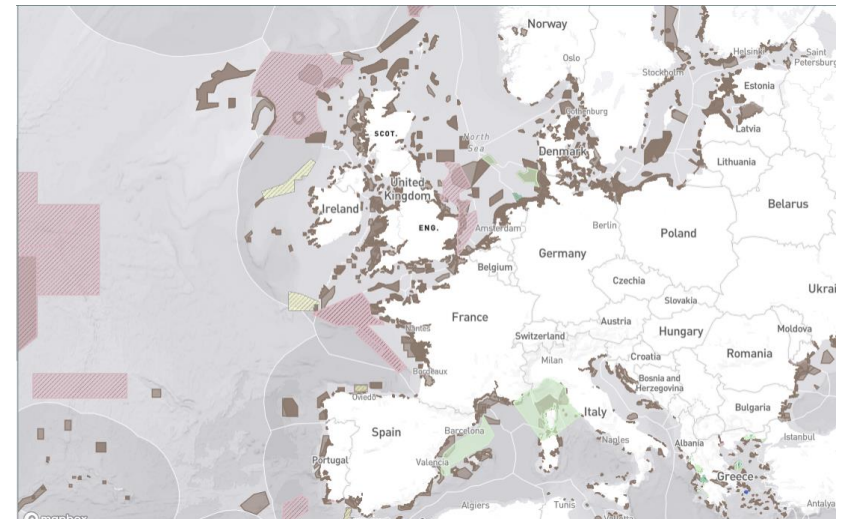 Norway
Oslo
Helsinki
Saint
Petersburg
Stockholm
Estonia
Gothenburg
SCOT.
North
Sea
Latvia
Denmark
Lithuania
United
Kingdom
Ireland
Belarus
ENG.
Amsterdam
Berlin
Poland
Germany
Belgium
Czechia
Ukrai
Slovakia
France
Austria
Nantes
Switzerland
Hungary
Moldova
Milan
Croatia
Romania
Bordeaux
Bosnia and
Herzegovina
Oviedo
Bulgaria
Italy
Barcelona
Spain
Naples
Albania
Istanbul
Portugal
Valencia
Greece
Algiers
Tunis
Antalya
mapbox